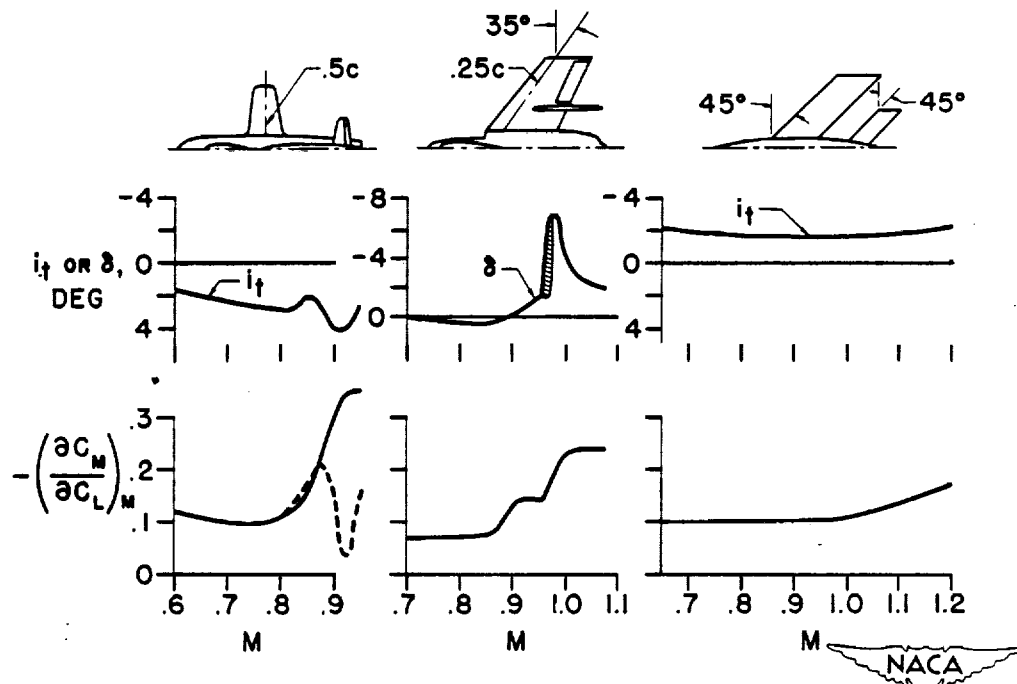 35°
.5c
.25c
45°
45°
-4
0
4
i_t OR δ, DEG
i_t
-8
-4
0
δ
-4
0
i_t
.3
.2
.1
0
-(∂C_M/∂C_L)_M
.6 .7 .8 .9
M
.7 .8 .9 1.0 1.1
M
.7 .8 .9 1.0 1.1 1.2
M
NACA